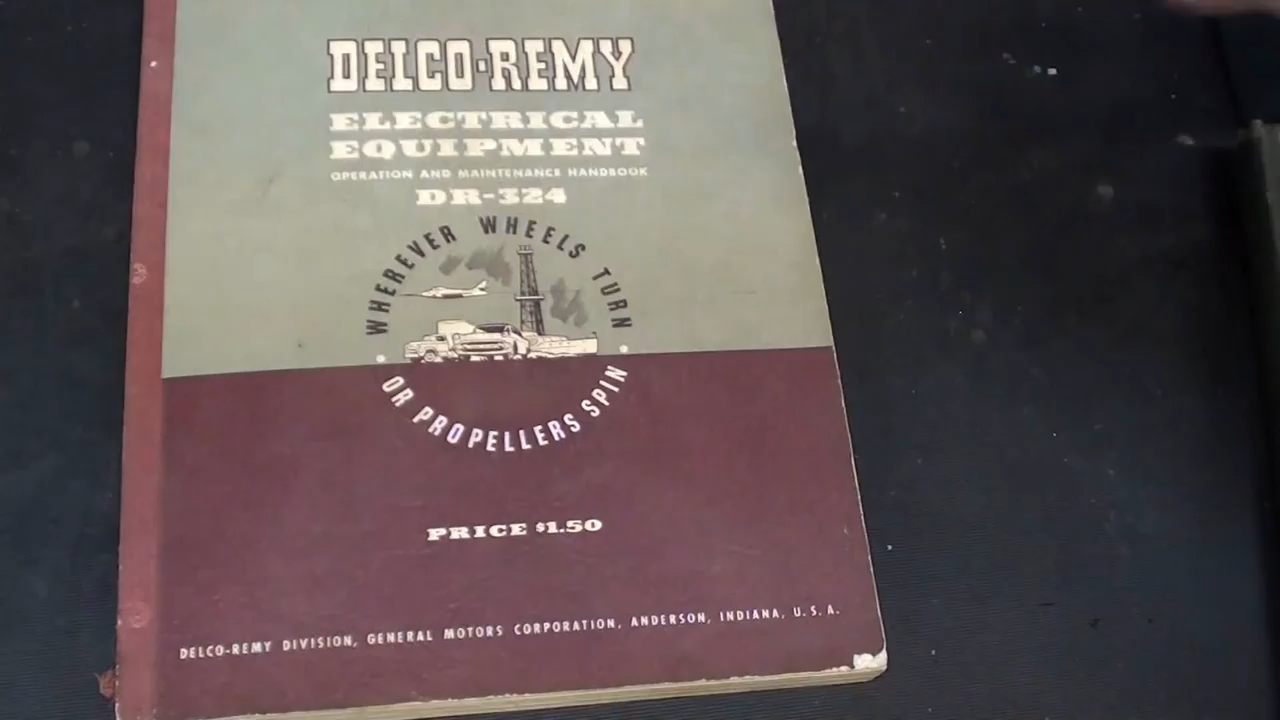 DELCO-REMY
ELECTRICAL
EQUIPMENT
OPERATION AND MAINTENANCE HANDBOOK
DR-324
WHEREVER WHEELS TURN
OR PROPELLERS SPIN
PRICE $1.50
DELCO-REMY DIVISION, GENERAL MOTORS CORPORATION, ANDERSON, INDIANA, U. S. A.